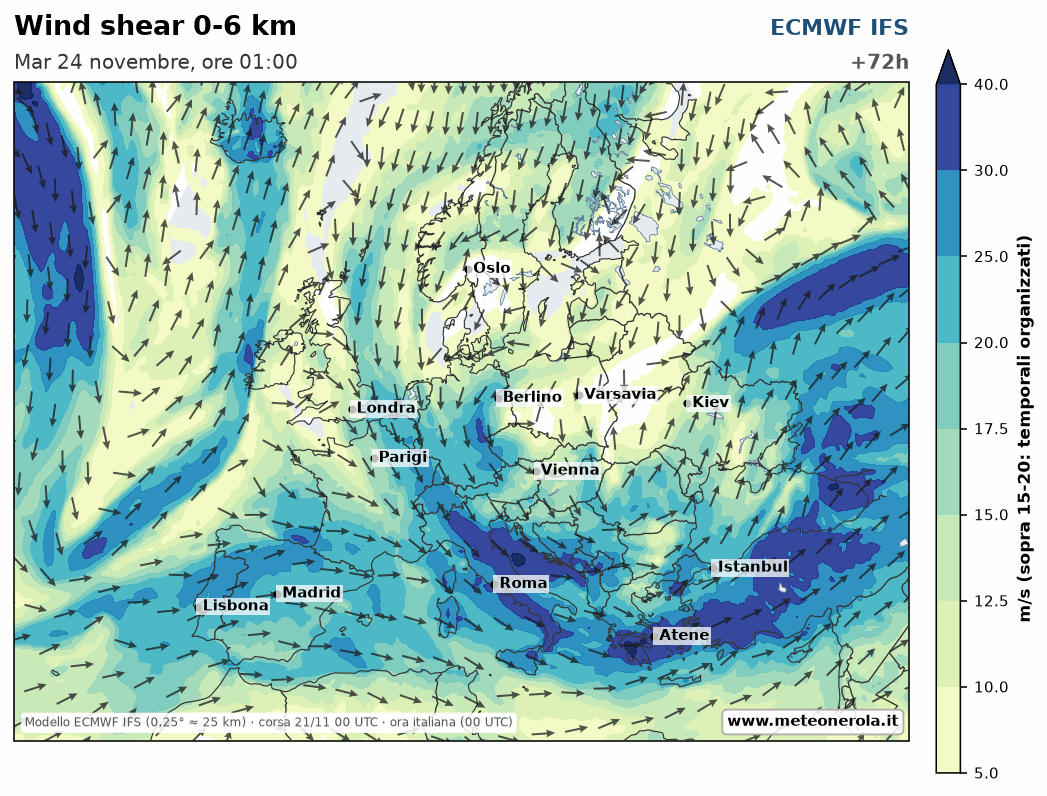 Wind shear 0-6 km
ECMWF IFS
Mar 24 novembre, ore 01:00
+72h
40.0
30.0
25.0
20.0
17.5
15.0
12.5
10.0
5.0
m/s (sopra 15-20: temporali organizzati)
Oslo
Berlino
Varsavia
Kiev
Londra
Parigi
Vienna
Istanbul
Roma
Madrid
Lisbona
Atene
Modello ECMWF IFS (0,25° ≈ 25 km) · corsa 21/11 00 UTC · ora italiana (00 UTC)
www.meteonerola.it